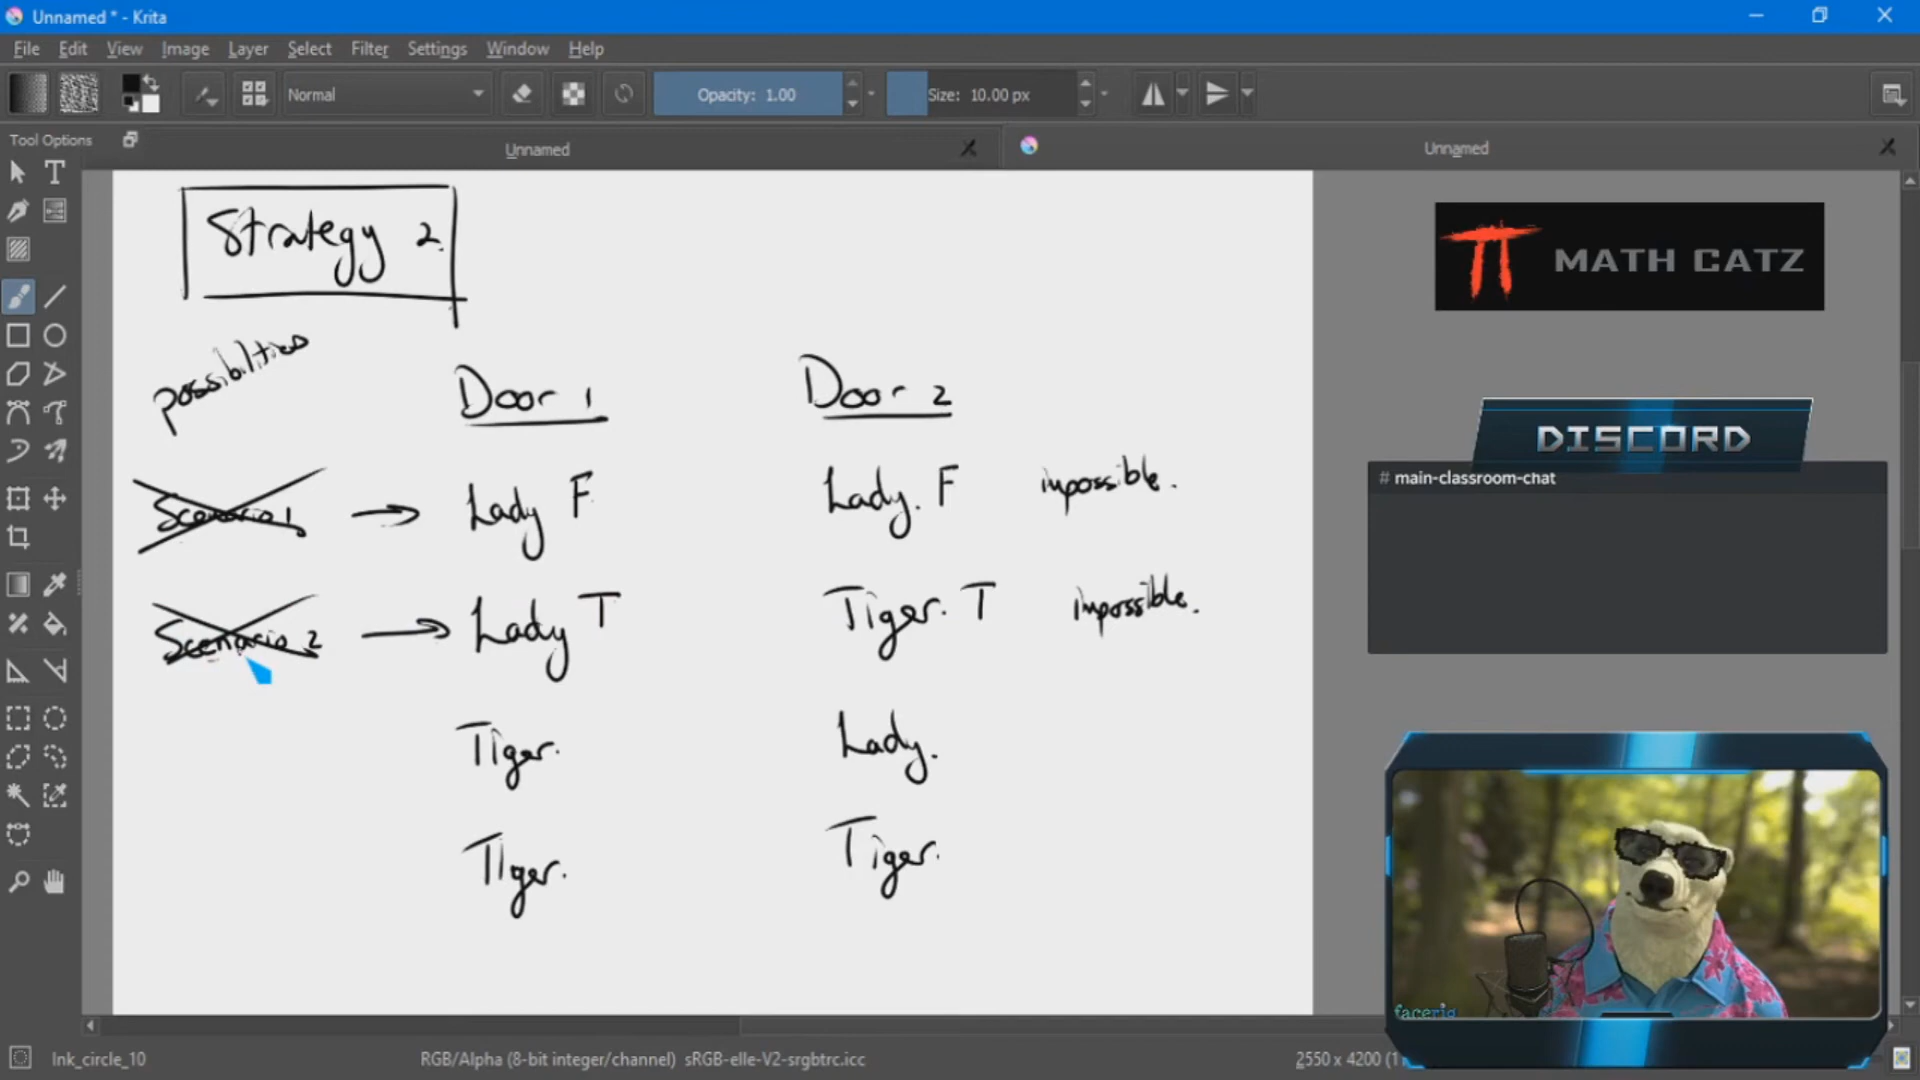 Unnamed * - Krita
File Edit View Image Layer Select Filter Settings Window Help
Normal
Opacity: 1.00
Size: 10.00 px
Tool Options
Unnamed
Unnamed
Strategy 2.
possibilities
Door 1
Door 2
Scenario 1 → Lady F. Lady. F impossible.
Scenario 2 → Lady T Tiger. T impossible.
Tiger. Lady.
Tiger. Tiger.
MATH CATZ
DISCORD
# main-classroom-chat
facerig
Ink_circle_10
RGB/Alpha (8-bit integer/channel) sRGB-elle-V2-srgbtrc.icc
2550 x 4200 (1